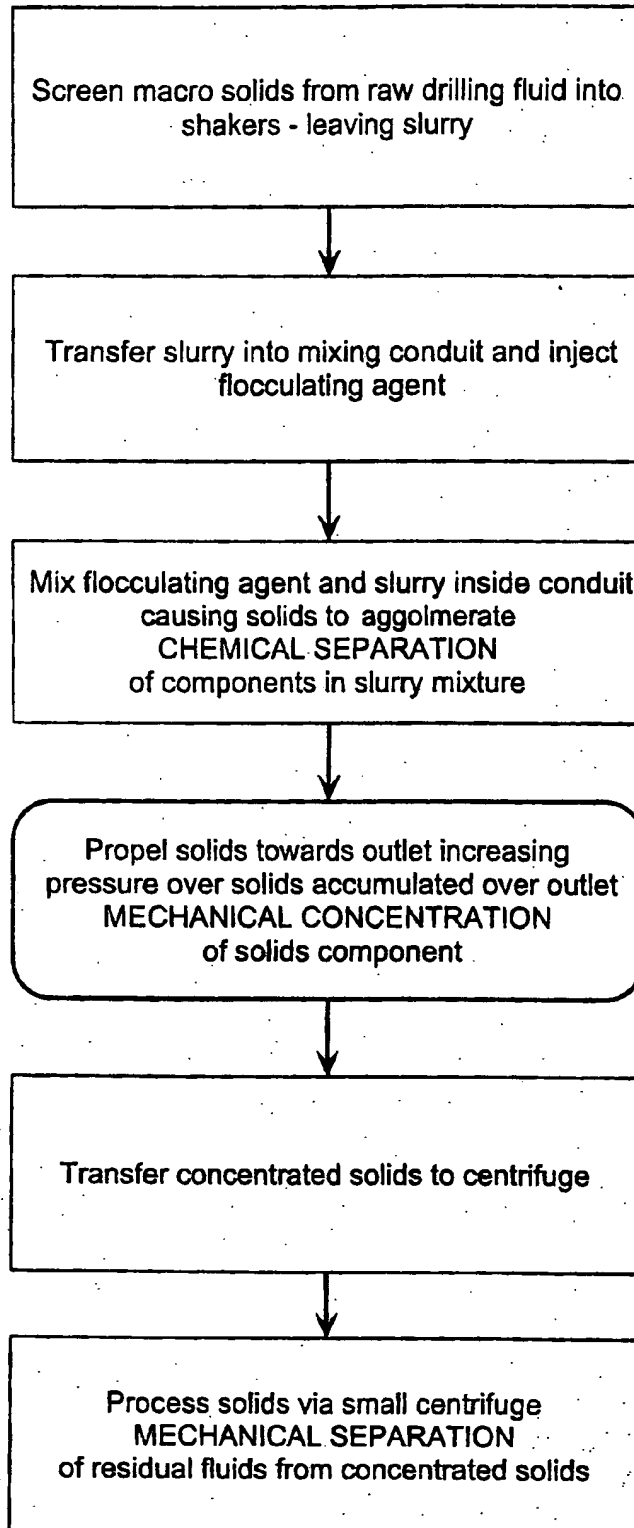 Screen macro solids from raw drilling fluid into
shakers - leaving slurry
Transfer slurry into mixing conduit and inject
flocculating agent
Mix flocculating agent and slurry inside conduit
causing solids to aggolmerate
CHEMICAL SEPARATION
of components in slurry mixture
Propel solids towards outlet increasing
pressure over solids accumulated over outlet
MECHANICAL CONCENTRATION
of solids component
Transfer concentrated solids to centrifuge
Process solids via small centrifuge
MECHANICAL SEPARATION
of residual fluids from concentrated solids